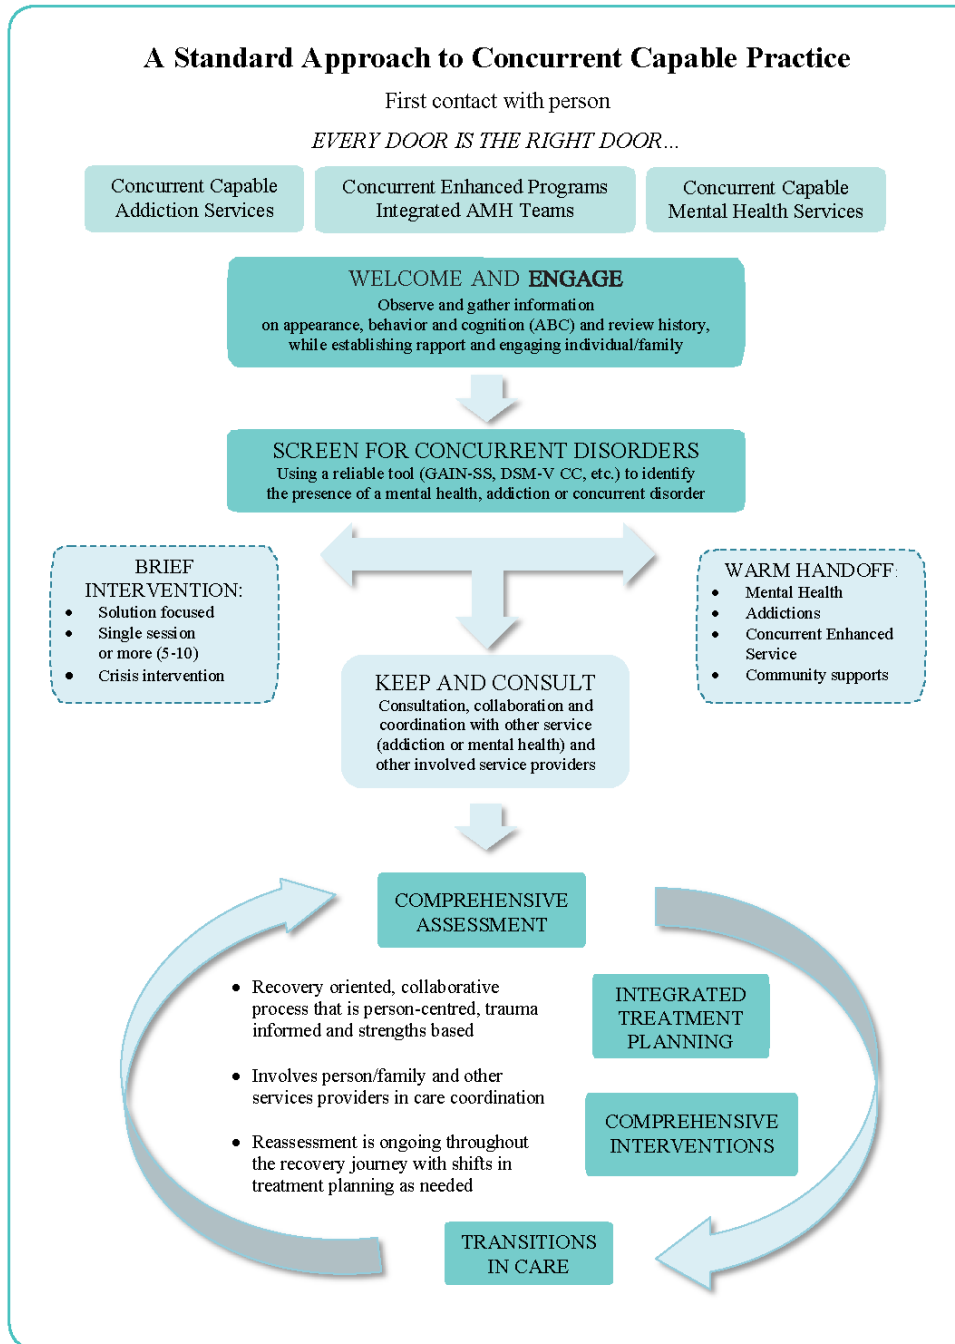 A Standard Approach to Concurrent Capable Practice
First contact with person
EVERY DOOR IS THE RIGHT DOOR...
Concurrent Capable
Addiction Services
Concurrent Enhanced Programs
Integrated AMH Teams
Concurrent Capable
Mental Health Services
WELCOME AND ENGAGE
Observe and gather information
on appearance, behavior and cognition (ABC) and review history,
while establishing rapport and engaging individual/family
SCREEN FOR CONCURRENT DISORDERS
Using a reliable tool (GAIN-SS, DSM-V CC, etc.) to identify
the presence of a mental health, addiction or concurrent disorder
BRIEF
INTERVENTION:
• Solution focused
• Single session
or more (5-10)
• Crisis intervention
WARM HANDOFF:
• Mental Health
• Addictions
• Concurrent Enhanced
Service
• Community supports
KEEP AND CONSULT
Consultation, collaboration and
coordination with other service
(addiction or mental health) and
other involved service providers
COMPREHENSIVE
ASSESSMENT
• Recovery oriented, collaborative
process that is person-centred, trauma
informed and strengths based
• Involves person/family and other
services providers in care coordination
• Reassessment is ongoing throughout
the recovery journey with shifts in
treatment planning as needed
INTEGRATED
TREATMENT
PLANNING
COMPREHENSIVE
INTERVENTIONS
TRANSITIONS
IN CARE